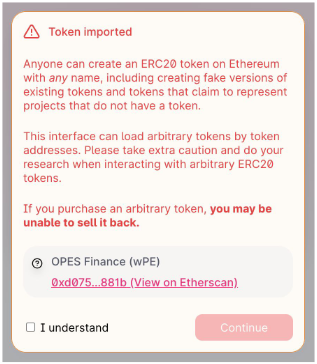 Token imported
Anyone can create an ERC20 token on Ethereum
with any name, including creating fake versions of
existing tokens and tokens that claim to represent
projects that do not have a token.
This interface can load arbitrary tokens by token
addresses. Please take extra caution and do your
research when interacting with arbitrary ERC20
tokens.
If you purchase an arbitrary token, you may be
unable to sell it back.
OPES Finance (wPE)
0xd075...881b (View on Etherscan)
I understand
Continue